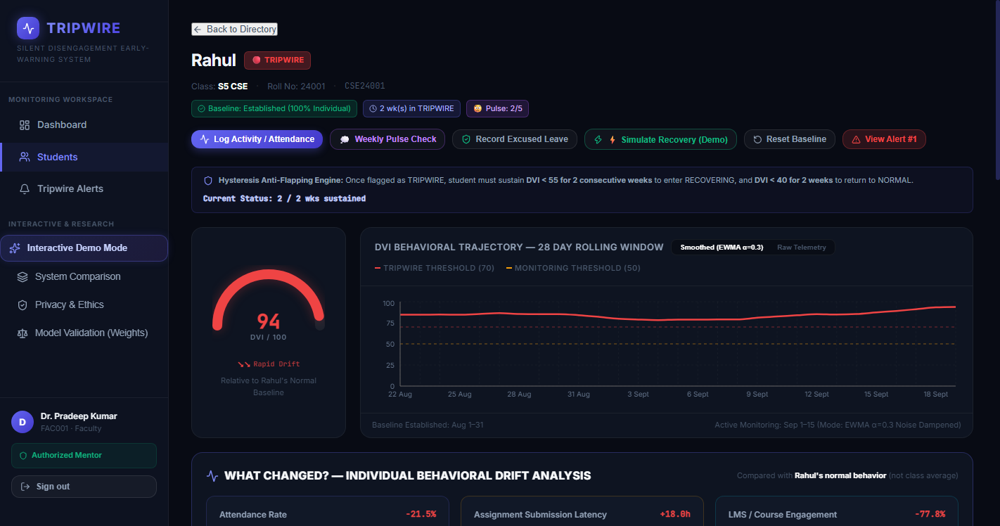 TRIPWIRE
SILENT DISENGAGEMENT EARLY-
WARNING SYSTEM
MONITORING WORKSPACE
Dashboard
Students
Tripwire Alerts
INTERACTIVE & RESEARCH
Interactive Demo Mode
System Comparison
Privacy & Ethics
Model Validation (Weights)
D
Dr. Pradeep Kumar
FAC001 · Faculty
Authorized Mentor
Sign out
← Back to Directory
Rahul TRIPWIRE
Class: S5 CSE · Roll No: 24001 · CSE24001
Baseline: Established (100% Individual) 2 wk(s) in TRIPWIRE Pulse: 2/5
Log Activity / Attendance Weekly Pulse Check Record Excused Leave Simulate Recovery (Demo) Reset Baseline View Alert #1
Hysteresis Anti-Flapping Engine: Once flagged as TRIPWIRE, student must sustain DVI < 55 for 2 consecutive weeks to enter RECOVERING, and DVI < 40 for 2 weeks to return to NORMAL.
Current Status: 2 / 2 wks sustained
94
DVI / 100
↘↘ Rapid Drift
Relative to Rahul's Normal
Baseline
DVI BEHAVIORAL TRAJECTORY — 28 DAY ROLLING WINDOW Smoothed (EWMA α=0.3) Raw Telemetry
TRIPWIRE THRESHOLD (70) MONITORING THRESHOLD (50)
100
75
50
25
0
22 Aug 25 Aug 28 Aug 31 Aug 3 Sept 6 Sept 9 Sept 12 Sept 15 Sept 18 Sept
Baseline Established: Aug 1–31 Active Monitoring: Sep 1–15 (Mode: EWMA α=0.3 Noise Dampened)
WHAT CHANGED? — INDIVIDUAL BEHAVIORAL DRIFT ANALYSIS Compared with Rahul's normal behavior (not class average)
Attendance Rate -21.5% Assignment Submission Latency +18.0h LMS / Course Engagement -77.8%